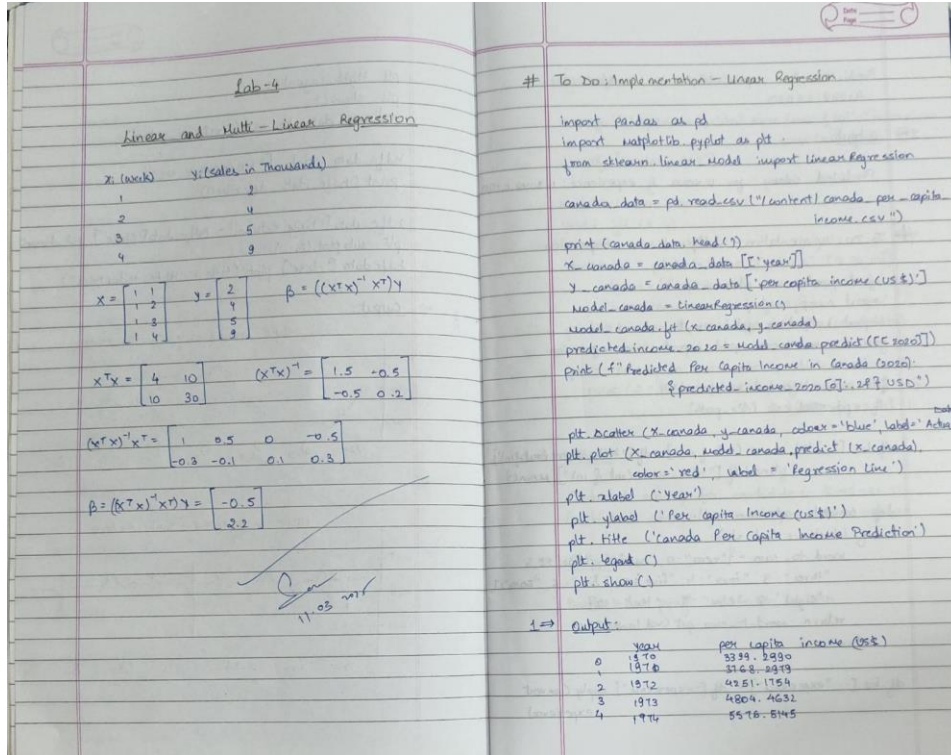 Lab-4
Linear and Multi-Linear Regression
xi (week) yi (sales in Thousands)
1 2
2 4
3 5
4 9
X = [1 1 y = [2 β = ((XᵀX)⁻¹ Xᵀ)y
1 2 4
1 3 5
1 4] 9]
XᵀX = [4 10 (XᵀX)⁻¹ = [1.5 -0.5
10 30] -0.5 0.2]
(XᵀX)⁻¹Xᵀ = [1 0.5 0 -0.5
-0.3 -0.1 0.1 0.3]
β = ((XᵀX)⁻¹Xᵀ)y = [-0.5
2.2]
11-03
Date
Page
# To Do: Implementation - Linear Regression
import pandas as pd
import matplotlib.pyplot as plt
from sklearn.linear_model import LinearRegression
canada_data = pd.read_csv("/content/canada_per_capita_
income.csv")
print(canada_data.head())
X_canada = canada_data[['year']]
y_canada = canada_data['per capita income (US$)']
model_canada = LinearRegression()
model_canada.fit(X_canada, y_canada)
predicted_income_2020 = model_canda.predict([[2020]])
print(f"Predicted Per Capita Income in Canada (2020):
{predicted_income_2020[0]:.2f} USD")
plt.scatter(X_canada, y_canada, color='blue', label='Actual
plt.plot(X_canada, model_canada.predict(X_canada),
color='red', label='Regression Line')
plt.xlabel('Year')
plt.ylabel('Per capita Income (US$)')
plt.title('Canada Per Capita Income Prediction')
plt.legend()
plt.show()
1 ⇒ Output:
year per capita income (US$)
0 1970 3399.2990
1 1971 3768.2979
2 1972 4251.1754
3 1973 4804.4632
4 1974 5576.5145